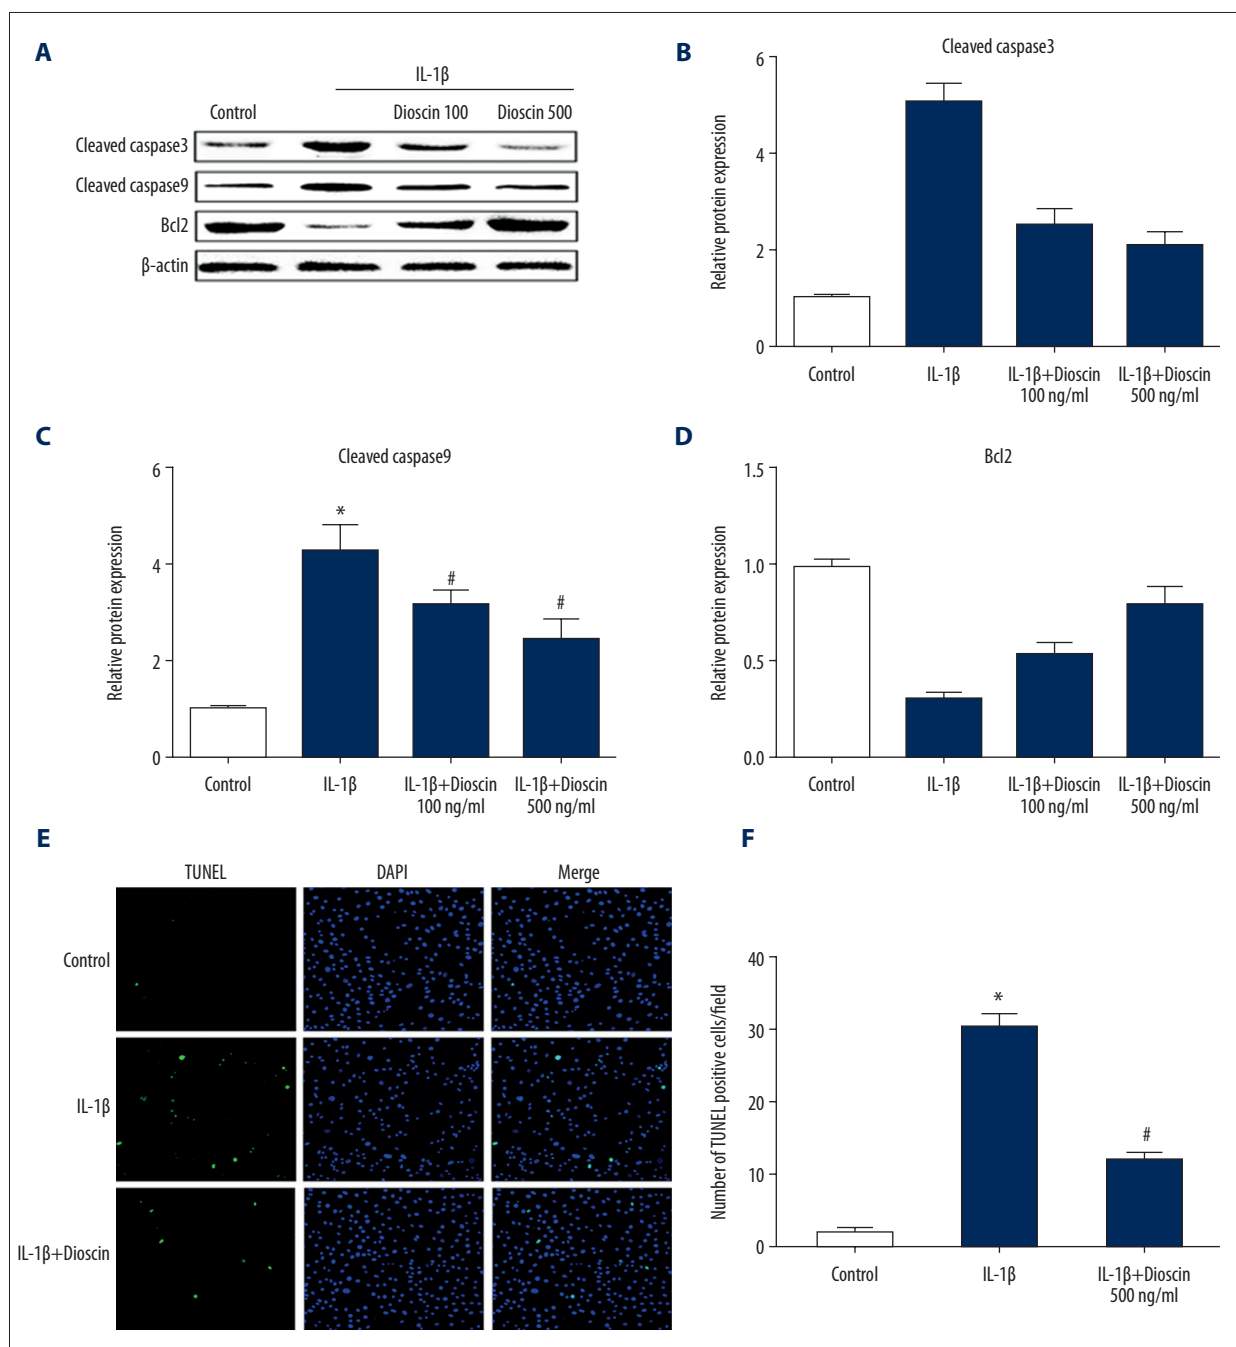 A
IL-1β
Control
Dioscin 100
Dioscin 500
Cleaved caspase3
Cleaved caspase9
Bcl2
β-actin
B
Cleaved caspase3
Relative protein expression
6
4
2
0
Control
IL-1β
IL-1β+Dioscin
100 ng/ml
IL-1β+Dioscin
500 ng/ml
C
Cleaved caspase9
Relative protein expression
6
4
2
0
*
#
#
Control
IL-1β
IL-1β+Dioscin
100 ng/ml
IL-1β+Dioscin
500 ng/ml
D
Bcl2
Relative protein expression
1.5
1.0
0.5
0.0
Control
IL-1β
IL-1β+Dioscin
100 ng/ml
IL-1β+Dioscin
500 ng/ml
E
TUNEL
DAPI
Merge
Control
IL-1β
IL-1β+Dioscin
F
Number of TUNEL positive cells/field
40
30
20
10
0
*
#
Control
IL-1β
IL-1β+Dioscin
500 ng/ml